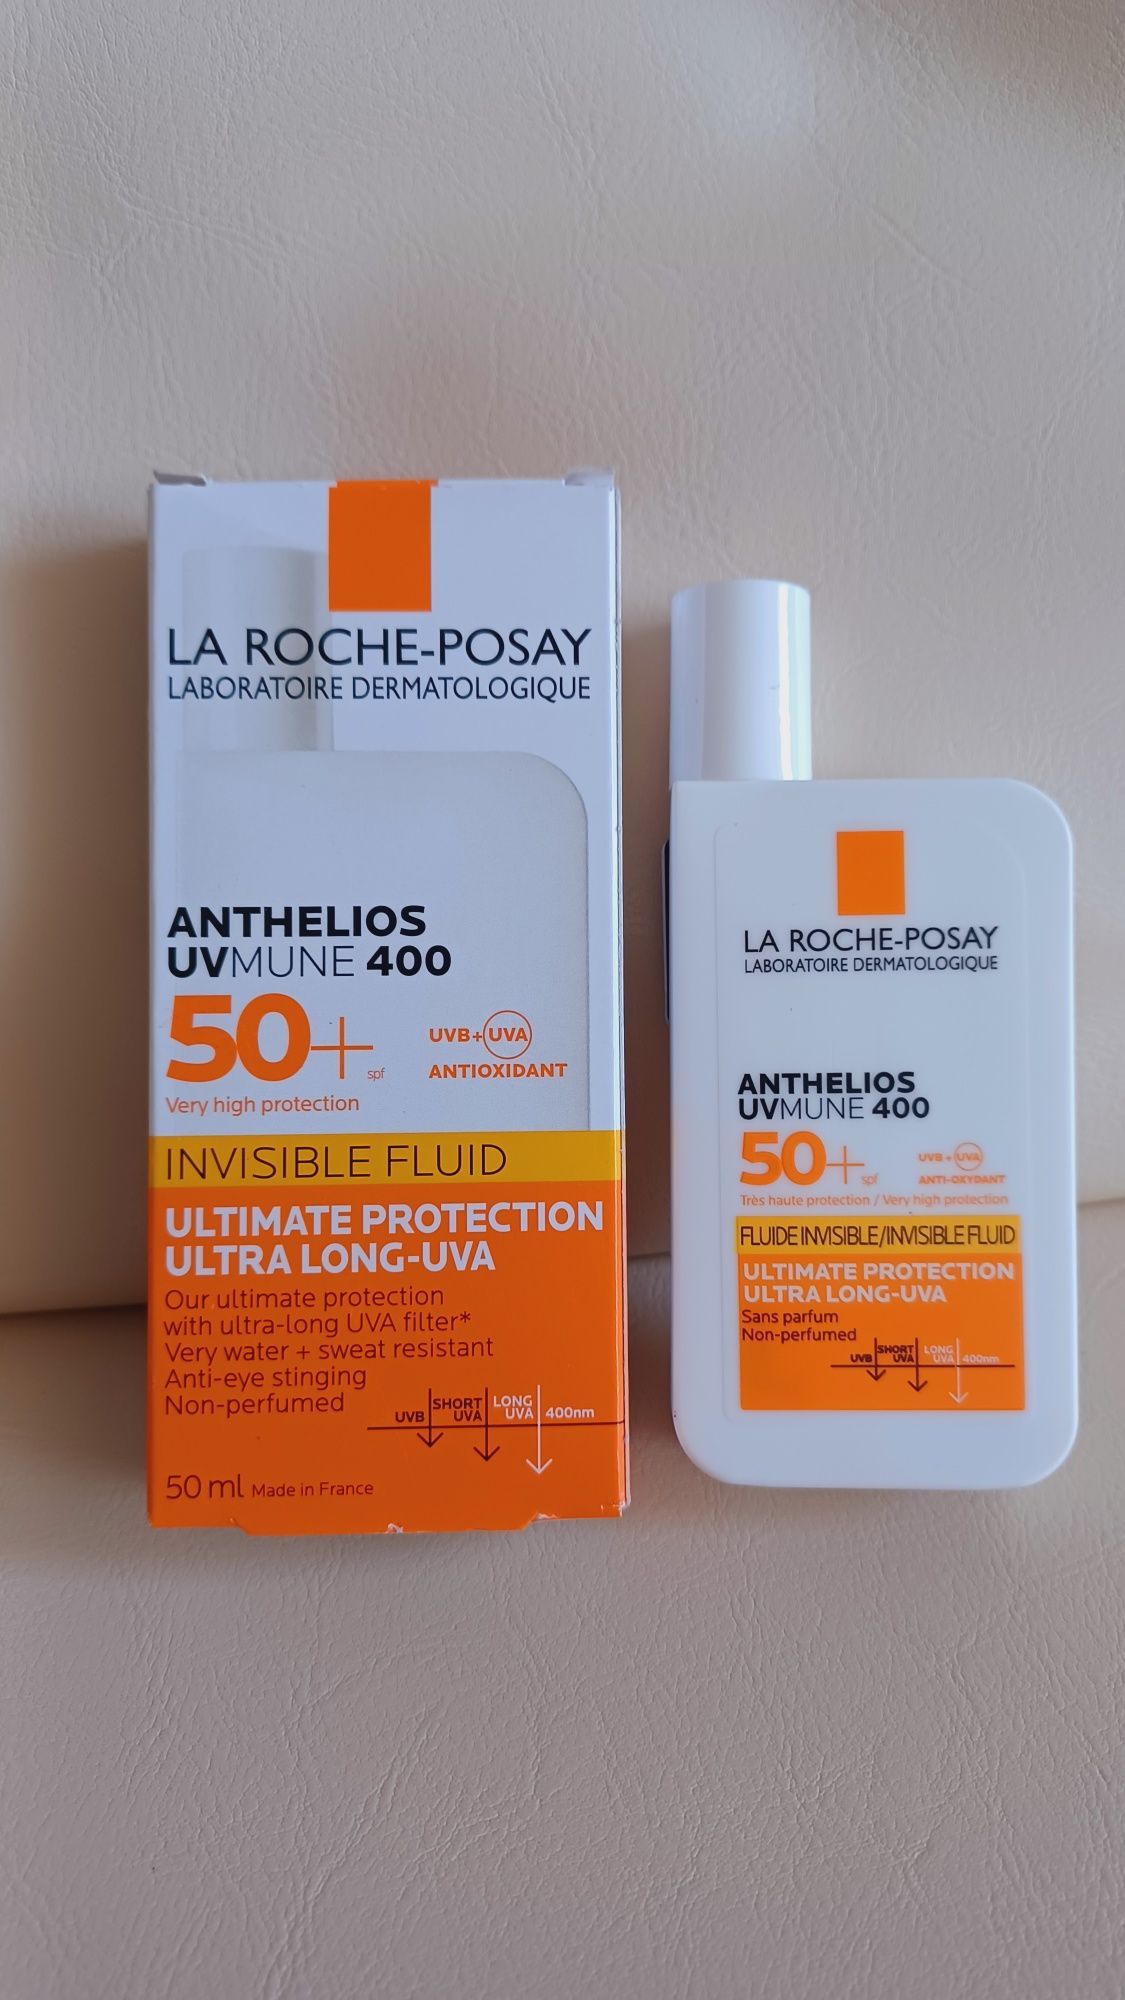 LA ROCHE-POSAY
LABORATOIRE DERMATOLOGIQUE
ANTHELIOS
UVMUNE 400
50+ spf
UVB+UVA
ANTIOXIDANT
Very high protection
INVISIBLE FLUID
ULTIMATE PROTECTION
ULTRA LONG-UVA
Our ultimate protection
with ultra-long UVA filter*
Very water + sweat resistant
Anti-eye stinging
Non-perfumed
UVB
SHORT
UVA
LONG
UVA
400nm
50 ml Made in France
LA ROCHE-POSAY
LABORATOIRE DERMATOLOGIQUE
ANTHELIOS
UVMUNE 400
50+ spf
UVB + UVA
ANTI-OXYDANT
Très haute protection / Very high protection
FLUIDE INVISIBLE/INVISIBLE FLUID
ULTIMATE PROTECTION
ULTRA LONG-UVA
Sans parfum
Non-perfumed
UVB
SHORT
UVA
LONG
UVA
400nm